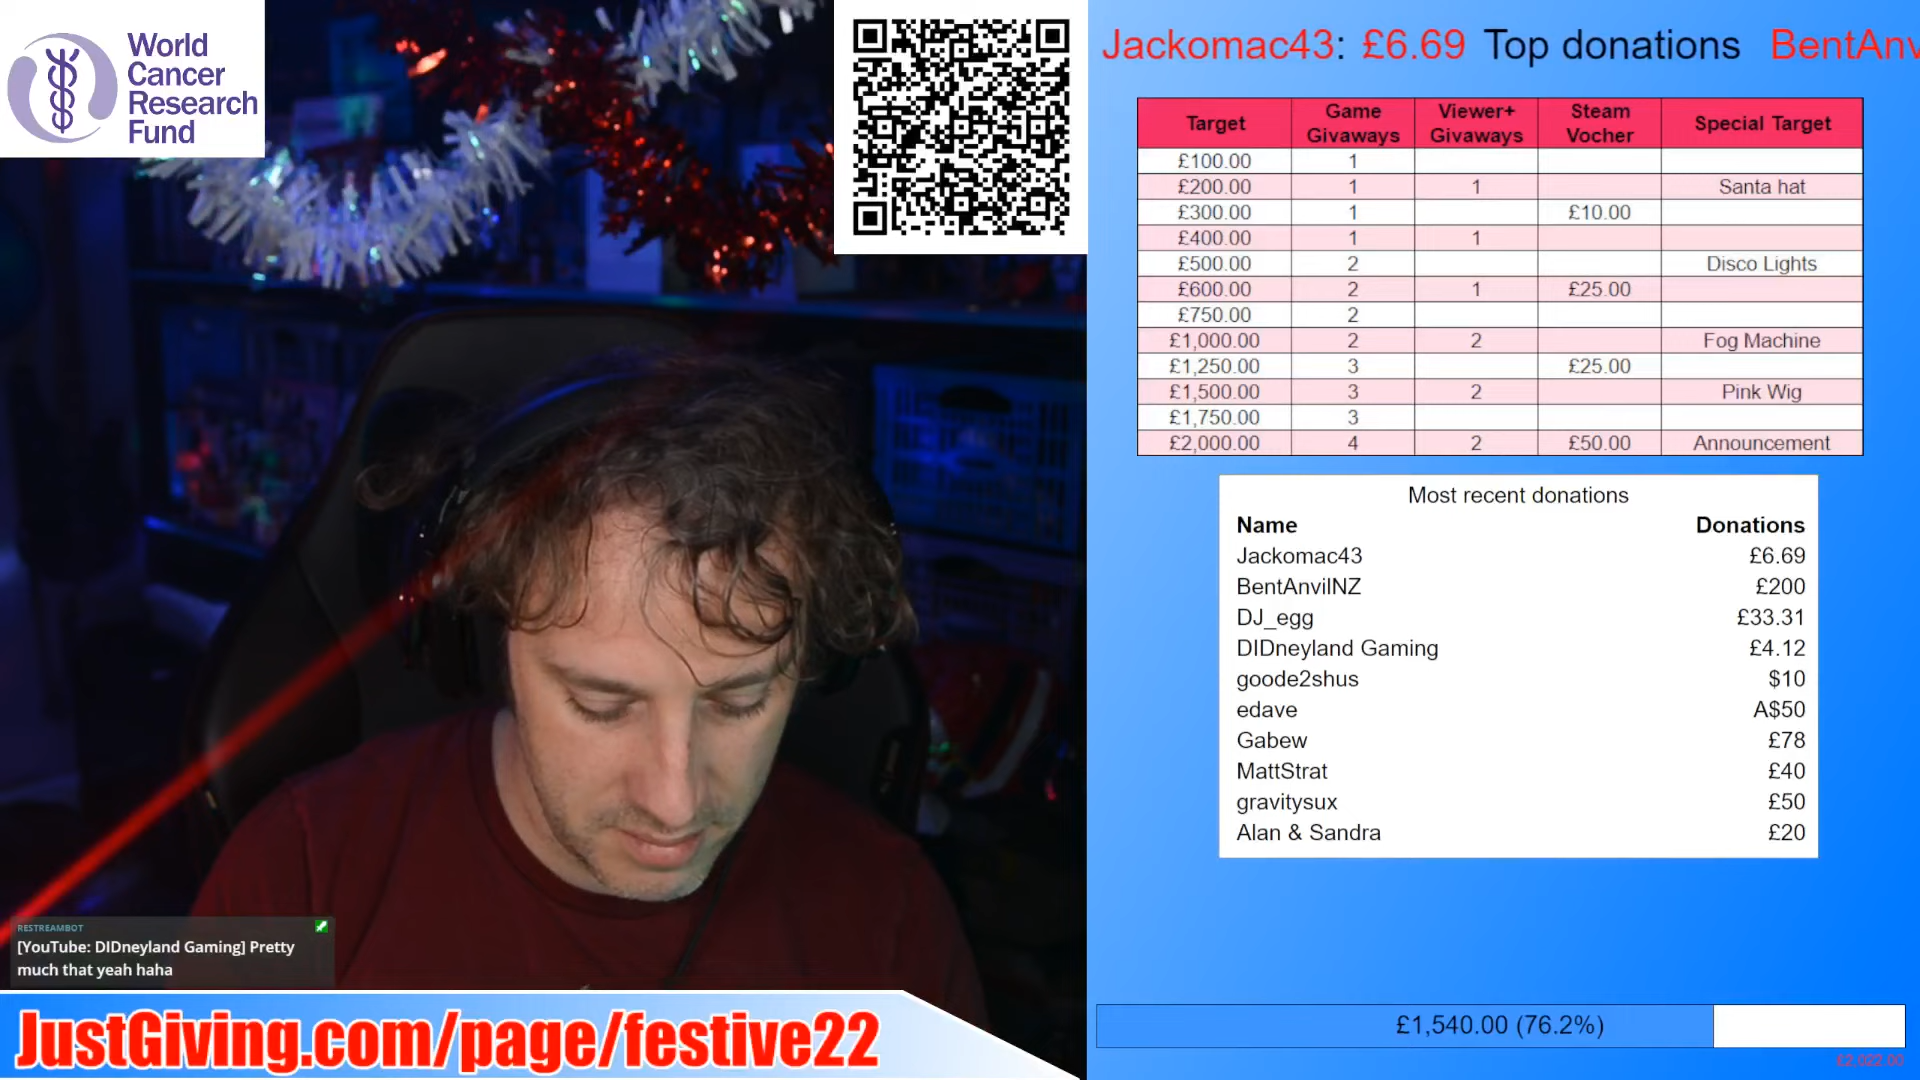 World
Cancer
Research
Fund
Jackomac43: £6.69 Top donations BentAnv
Target Game Givaways Viewer+ Givaways Steam Vocher Special Target
£100.00 1
£200.00 1 1 Santa hat
£300.00 1 £10.00
£400.00 1 1
£500.00 2 Disco Lights
£600.00 2 1 £25.00
£750.00 2
£1,000.00 2 2 Fog Machine
£1,250.00 3 £25.00
£1,500.00 3 2 Pink Wig
£1,750.00 3
£2,000.00 4 2 £50.00 Announcement
Most recent donations
Name Donations
Jackomac43 £6.69
BentAnvilNZ £200
DJ_egg £33.31
DIDneyland Gaming £4.12
goode2shus $10
edave A$50
Gabew £78
MattStrat £40
gravitysux £50
Alan & Sandra £20
RESTREAMBOT
[YouTube: DIDneyland Gaming] Pretty
much that yeah haha
JustGiving.com/page/festive22
£1,540.00 (76.2%)
£2,022.00